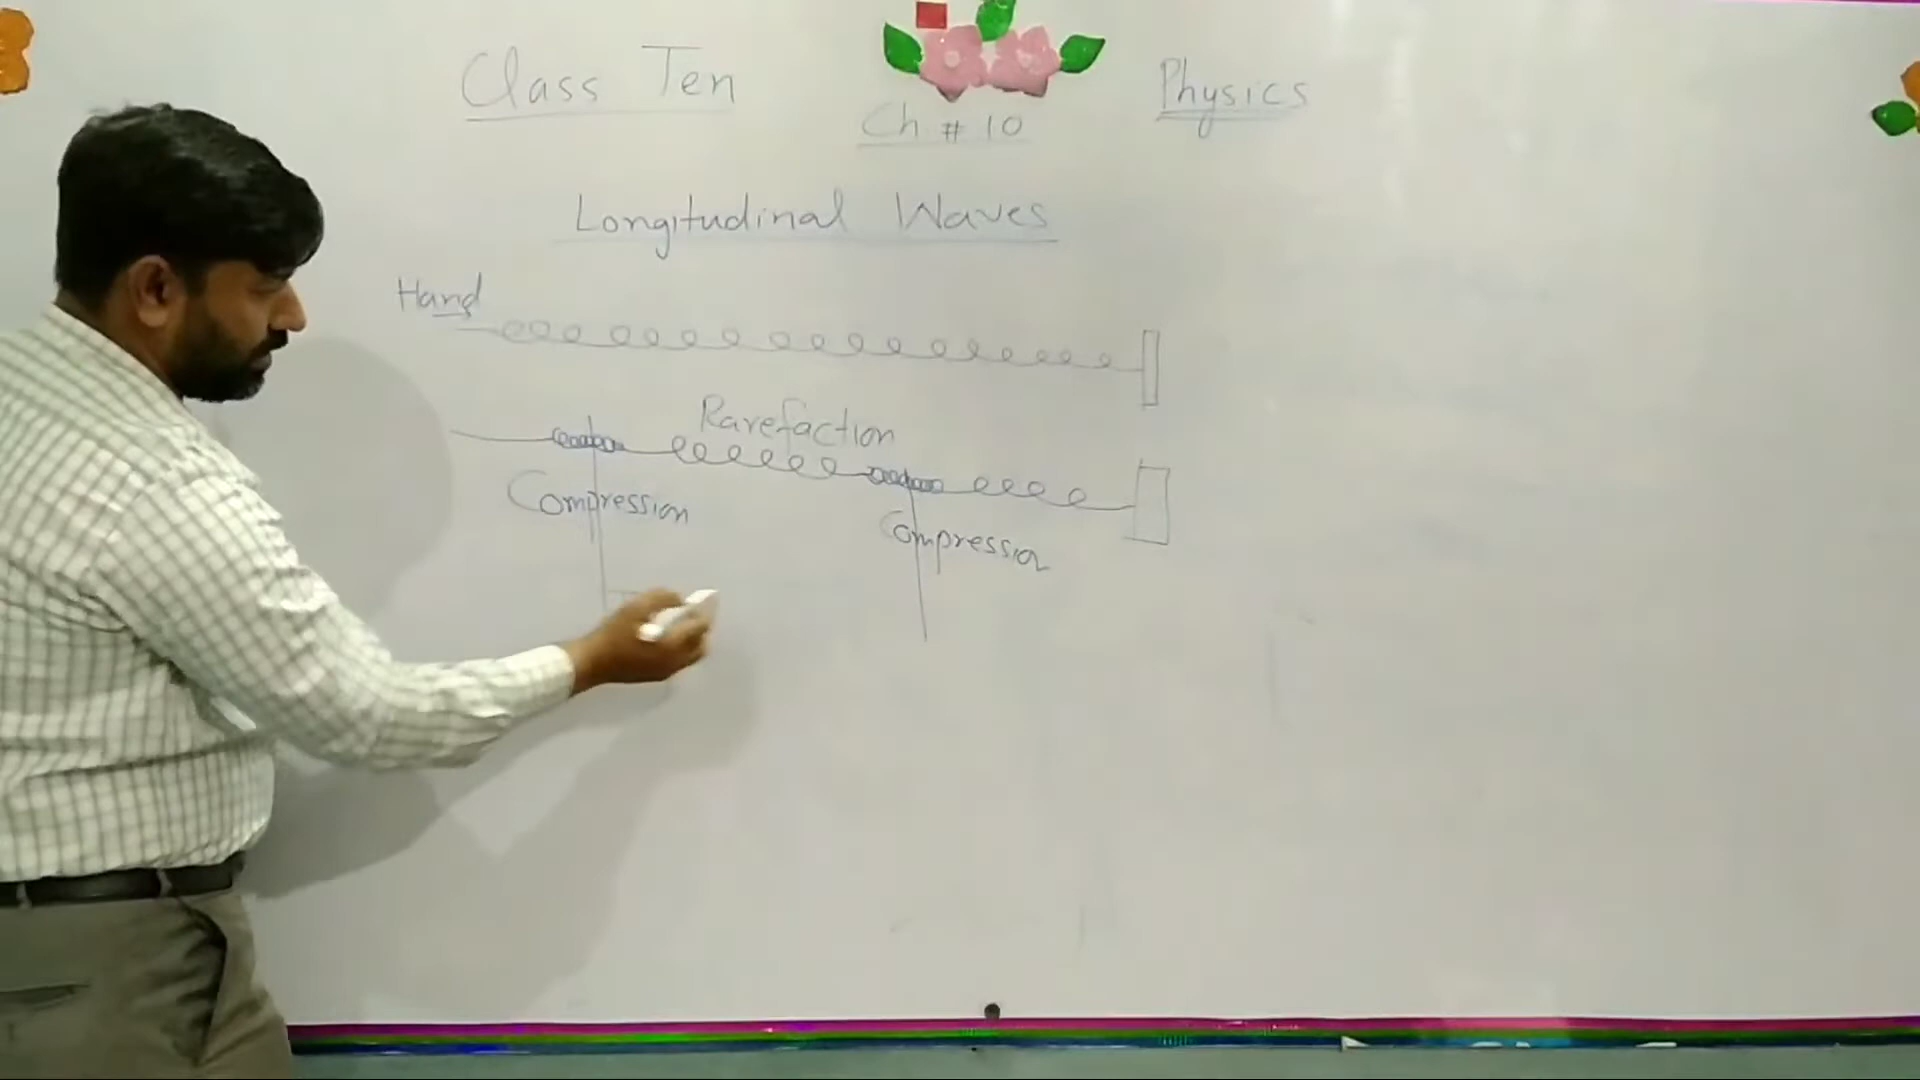 Class Ten
Ch # 10
Physics
Longitudinal Waves
Hand
Rarefaction
Compression
Compression